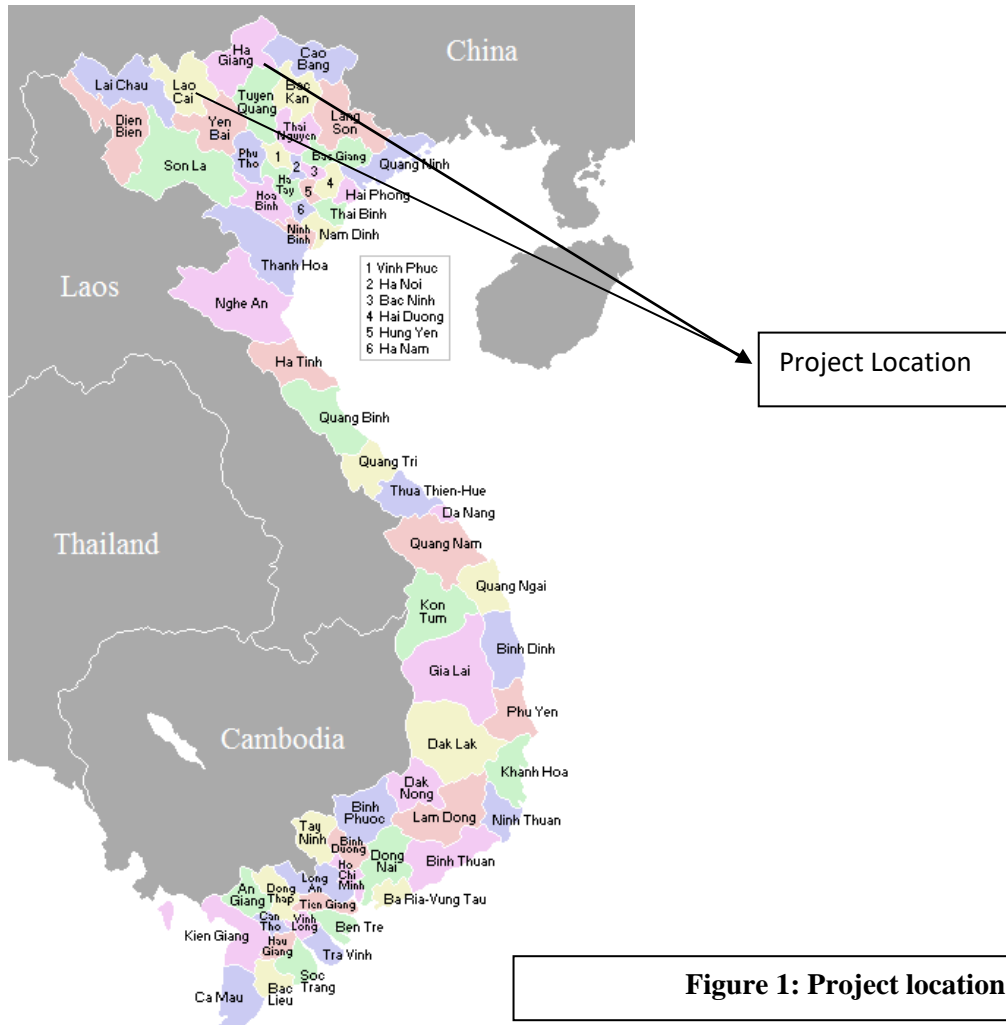 China
Ha
Giang
Cao
Bang
Lai Chau
Lao
Cai
Tuyen
Quang
Bac
Kan
Dien
Bien
Yen
Bai
Thai
Nguyen
Lang
Son
Son La
Phu
Tho
1
2
3
Bac Giang
Quang Ninh
Ha
Tay
4
5
Hoa
Binh
Hai Phong
6
Thai Binh
Ninh
Binh
Nam Dinh
Thanh Hoa
Laos
Nghe An
1 Vinh Phuc
2 Ha Noi
3 Bac Ninh
4 Hai Duong
5 Hung Yen
6 Ha Nam
Project Location
Ha Tinh
Quang Binh
Quang Tri
Thua Thien-Hue
Da Nang
Thailand
Quang Nam
Quang Ngai
Kon
Tum
Binh Dinh
Gia Lai
Phu Yen
Cambodia
Dak Lak
Khanh Hoa
Dak
Nong
Binh
Phuoc
Lam Dong
Ninh Thuan
Tay
Ninh
Binh
Duong
Dong
Nai
Binh Thuan
Ho
Chi
Minh
Long
An
An
Giang
Dong
Thap
Tien Giang
Ba Ria-Vung Tau
Can
Tho
Vinh
Long
Ben Tre
Kien Giang
Hau
Giang
Tra Vinh
Soc
Trang
Ca Mau
Bac
Lieu
Figure 1: Project location